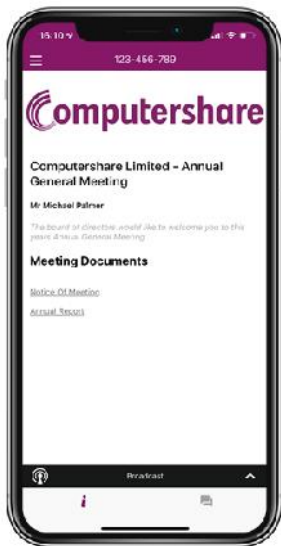 15:10
123-456-789
Computershare
Computershare Limited – Annual
General Meeting
Mr Michael Palmer
The board of directors would like to welcome you to this
years Annual General Meeting
Meeting Documents
Notice Of Meeting
Annual Report
Broadcast
i